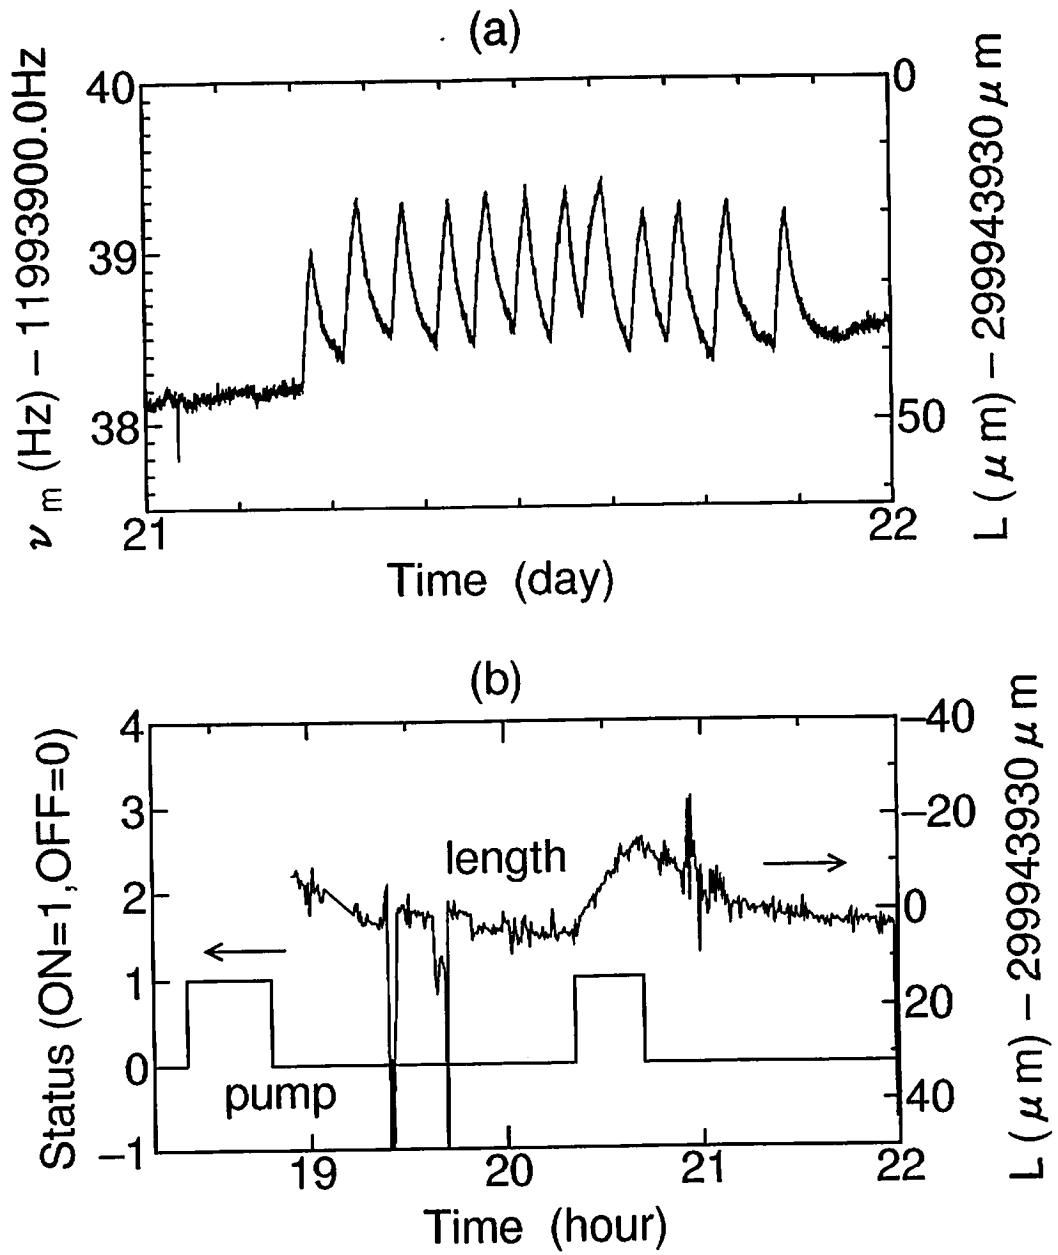 (a)
ν m (Hz) – 11993900.0Hz
40
39
38
21
22
0
50
L ( μ m) – 299943930 μ m
Time (day)
(b)
Status (ON=1,OFF=0)
4
3
2
1
0
–1
length
pump
19
20
21
22
–40
–20
0
20
40
L ( μ m) – 299943930 μ m
Time (hour)